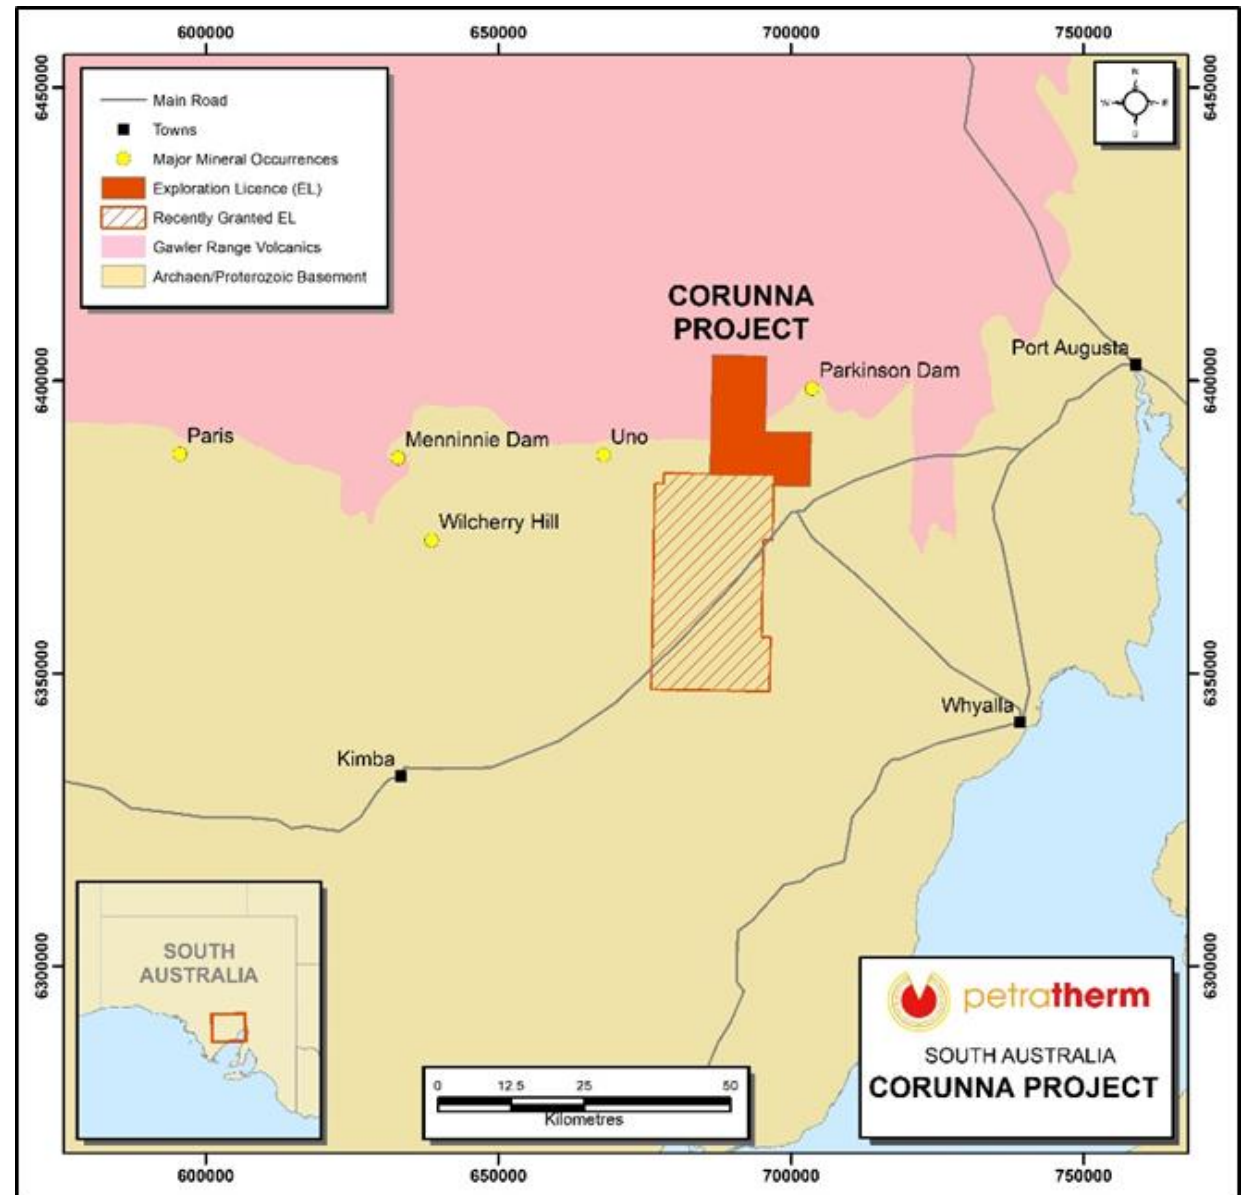 600000
650000
700000
750000
6450000
6450000
Main Road
Towns
Major Mineral Occurrences
Exploration Licence (EL)
Recently Granted EL
Gawler Range Volcanics
Archaen/Proterozoic Basement
N
W
E
CORUNNA
PROJECT
Port Augusta
Parkinson Dam
6400000
6400000
Paris
Menninnie Dam
Uno
Wilcherry Hill
6350000
6350000
Whyalla
Kimba
SOUTH
AUSTRALIA
6300000
6300000
petratherm
SOUTH AUSTRALIA
CORUNNA PROJECT
0 12.5 25 50
Kilometres
600000
650000
700000
750000